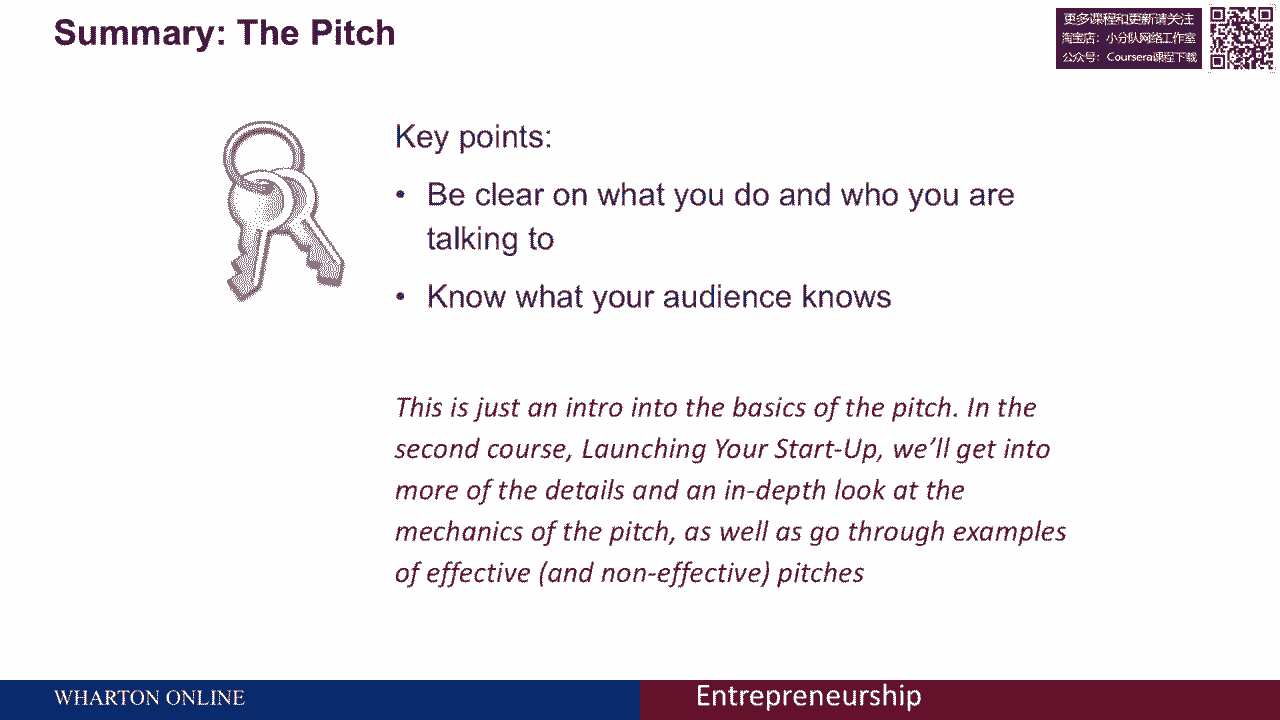 Summary: The Pitch
更多课程和更新请关注
淘宝店：小分队网络工作室
公众号：Coursera课程下载
Key points:
• Be clear on what you do and who you are
talking to
• Know what your audience knows
This is just an intro into the basics of the pitch. In the
second course, Launching Your Start-Up, we’ll get into
more of the details and an in-depth look at the
mechanics of the pitch, as well as go through examples
of effective (and non-effective) pitches
WHARTON ONLINE
Entrepreneurship